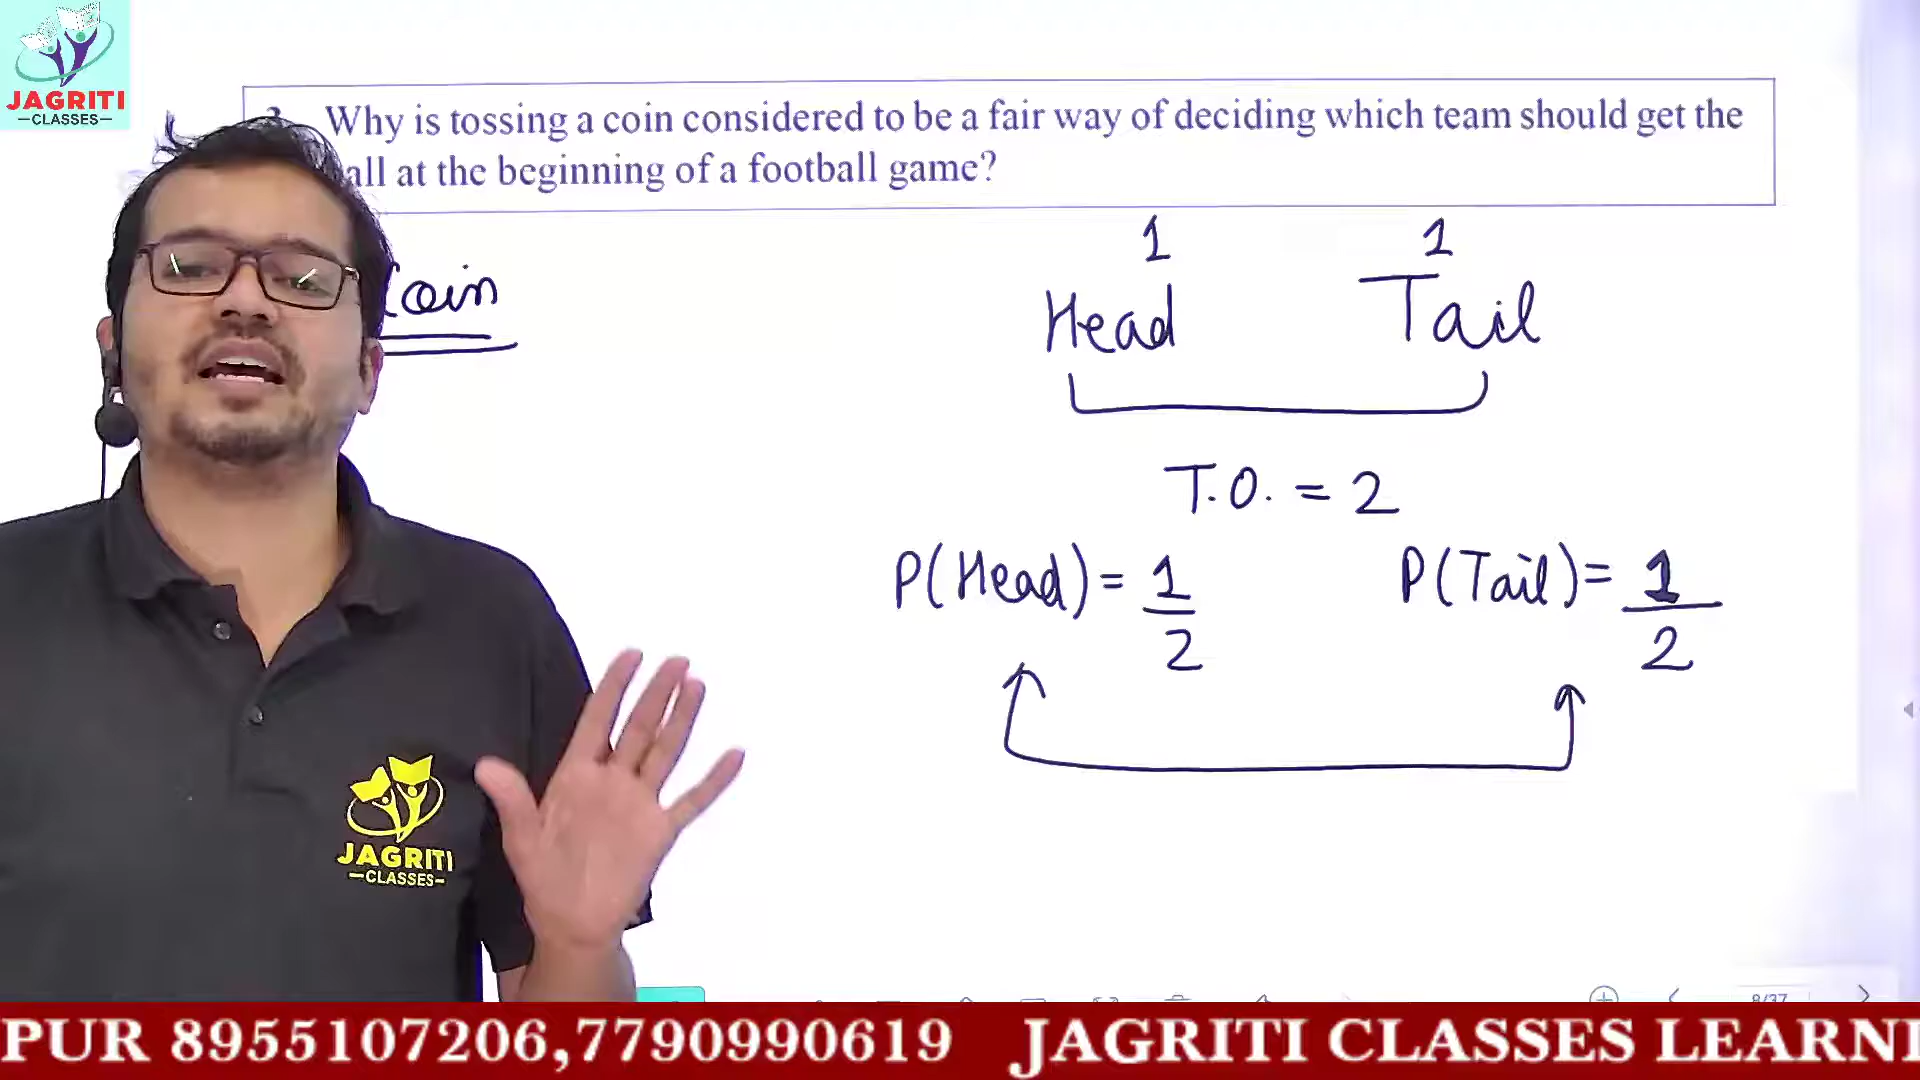 JAGRITI
CLASSES
Why is tossing a coin considered to be a fair way of deciding which team should get the
all at the beginning of a football game?
Coin
1 1
Head Tail
T.O. = 2
P(Head) = 1/2 P(Tail) = 1/2
JAGRITI
CLASSES
8/37
PUR 8955107206,7790990619 JAGRITI CLASSES LEARNI